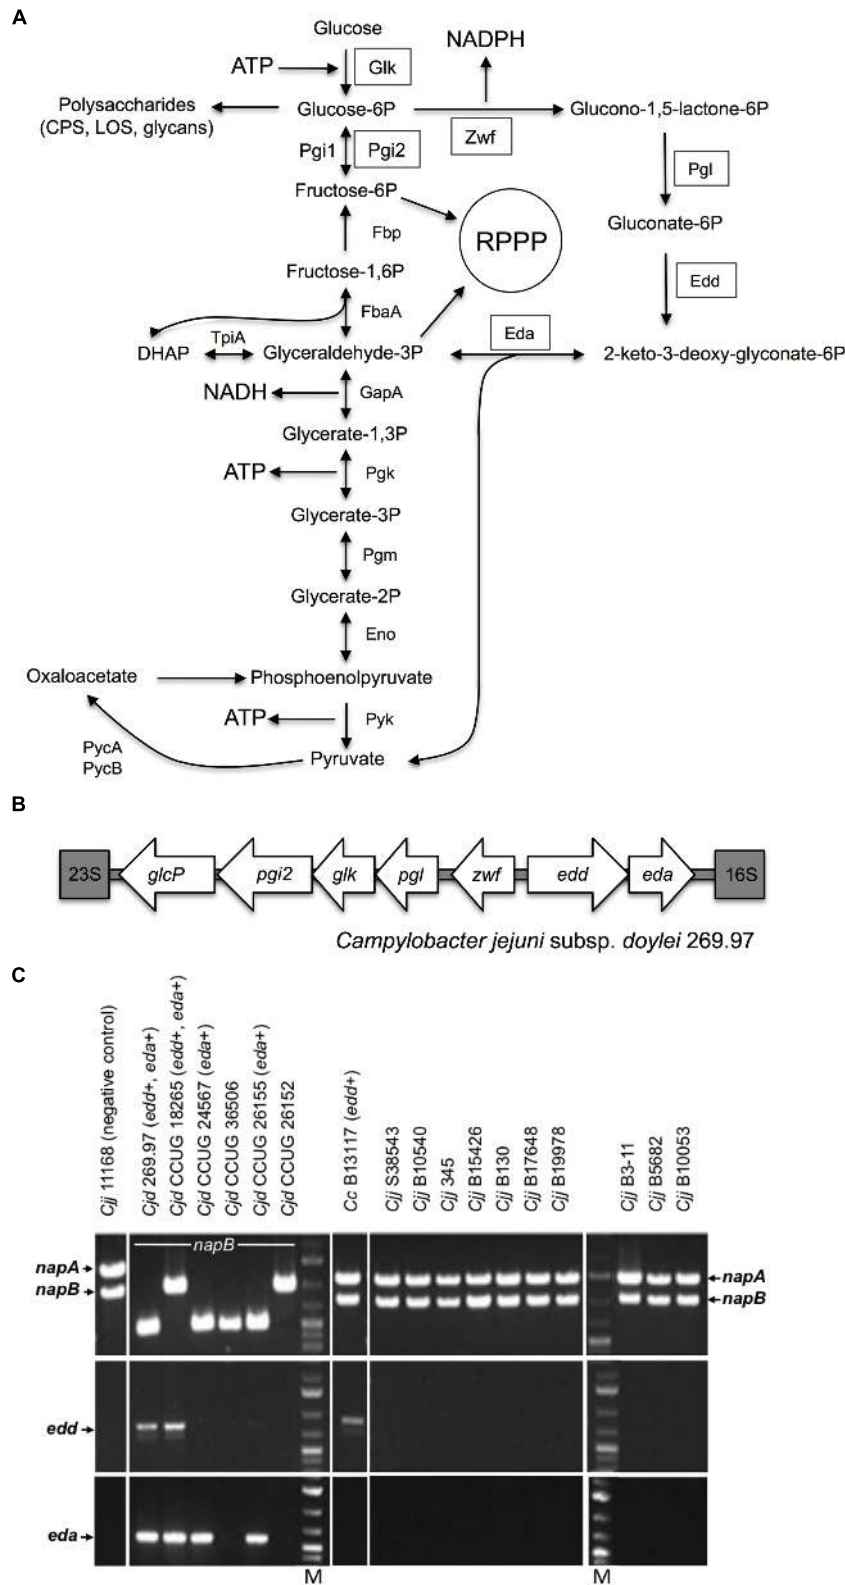 A
Glucose
ATP
Glk
NADPH
Polysaccharides
(CPS, LOS, glycans)
Glucose-6P
Zwf
Glucono-1,5-lactone-6P
Pgi1
Pgi2
Pgl
Fructose-6P
RPPP
Gluconate-6P
Fbp
Fructose-1,6P
Edd
FbaA
TpiA
Eda
DHAP
Glyceraldehyde-3P
2-keto-3-deoxy-glyconate-6P
NADH
GapA
Glycerate-1,3P
ATP
Pgk
Glycerate-3P
Pgm
Glycerate-2P
Eno
Oxaloacetate
Phosphoenolpyruvate
ATP
Pyk
PycA
PycB
Pyruvate
B
23S
glcP
pgi2
glk
pgl
zwf
edd
eda
16S
Campylobacter jejuni subsp. doylei 269.97
C
Cjj 11168 (negative control)
Cjd 269.97 (edd+, eda+)
Cjd CCUG 18265 (edd+, eda+)
Cjd CCUG 24567 (eda+)
Cjd CCUG 36506
Cjd CCUG 26155 (eda+)
Cjd CCUG 26152
Cc B13117 (edd+)
Cjj S38543
Cjj B10540
Cjj 345
Cjj B15426
Cjj B130
Cjj B17648
Cjj B19978
Cjj B3-11
Cjj B5682
Cjj B10053
napB
napA
napB
napA
napB
edd
eda
M
M